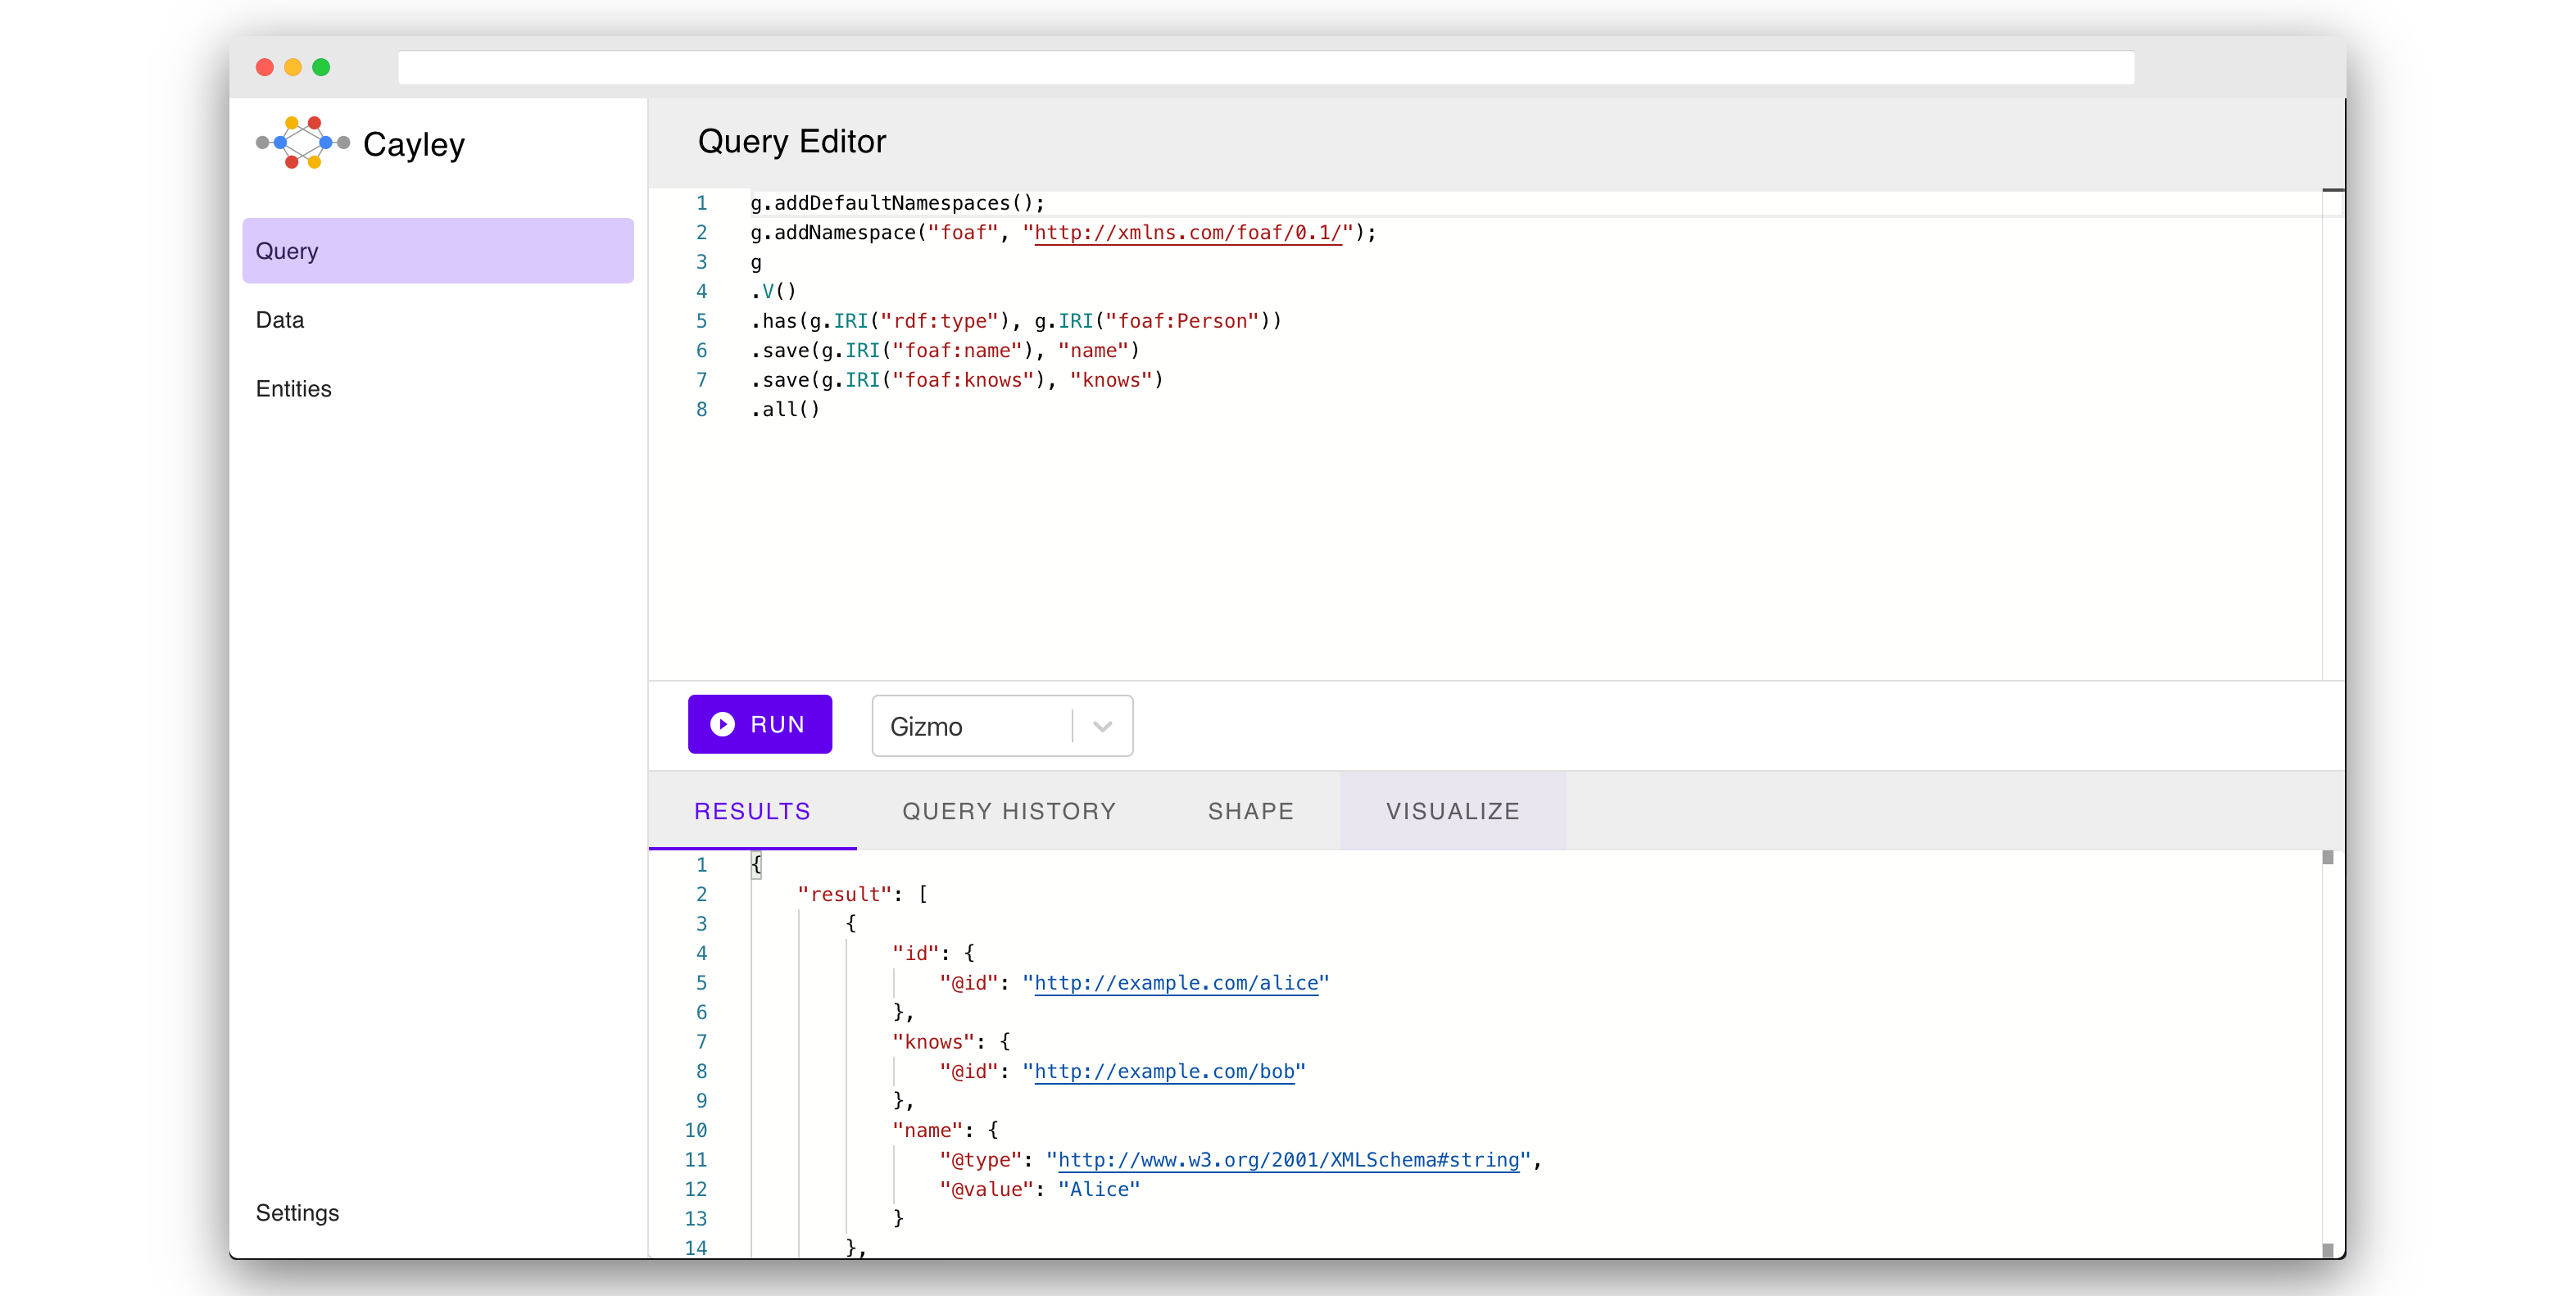 Cayley
Query
Data
Entities
Settings
Query Editor
1 g.addDefaultNamespaces();
2 g.addNamespace("foaf", "http://xmlns.com/foaf/0.1/");
3 g
4 .V()
5 .has(g.IRI("rdf:type"), g.IRI("foaf:Person"))
6 .save(g.IRI("foaf:name"), "name")
7 .save(g.IRI("foaf:knows"), "knows")
8 .all()
RUN Gizmo
RESULTS QUERY HISTORY SHAPE VISUALIZE
1 {
2 "result": [
3 {
4 "id": {
5 "@id": "http://example.com/alice"
6 },
7 "knows": {
8 "@id": "http://example.com/bob"
9 },
10 "name": {
11 "@type": "http://www.w3.org/2001/XMLSchema#string",
12 "@value": "Alice"
13 }
14 },